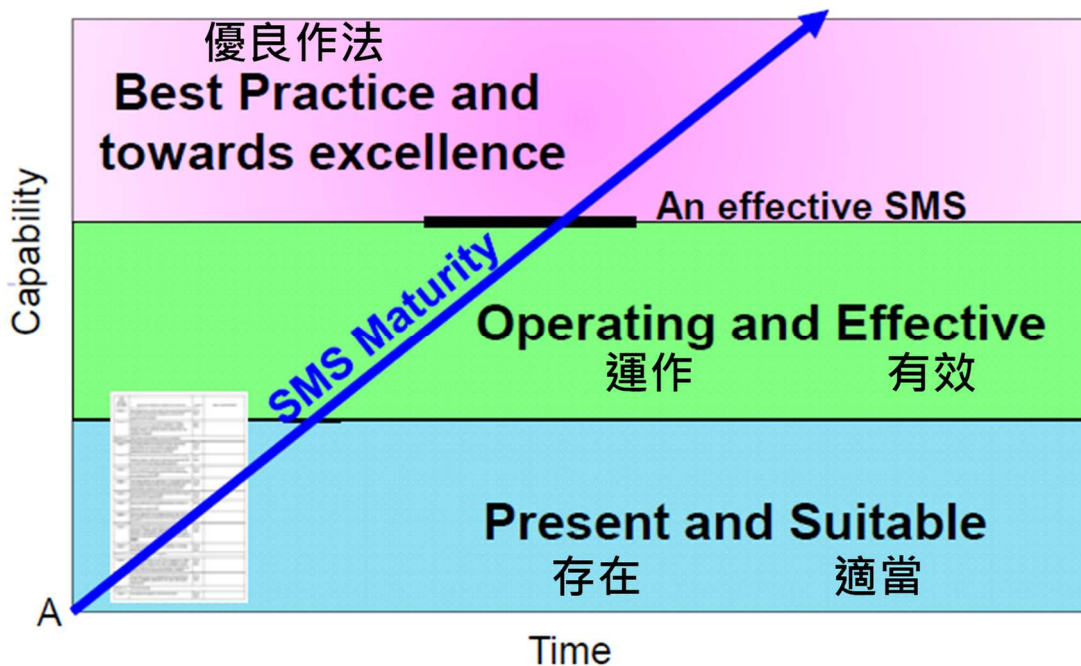 優良作法
Best Practice and
towards excellence
An effective SMS
Capability
SMS Maturity
Operating and Effective
運作 有效
Present and Suitable
存在 適當
A
Time